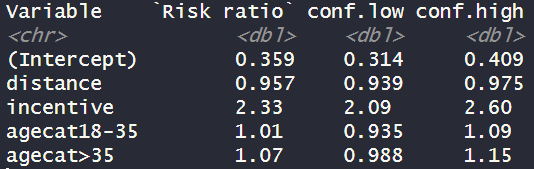 Variable `Risk ratio` conf.low conf.high
<chr> <dbl> <dbl> <dbl>
(Intercept) 0.359 0.314 0.409
distance 0.957 0.939 0.975
incentive 2.33 2.09 2.60
agecat18-35 1.01 0.935 1.09
agecat>35 1.07 0.988 1.15